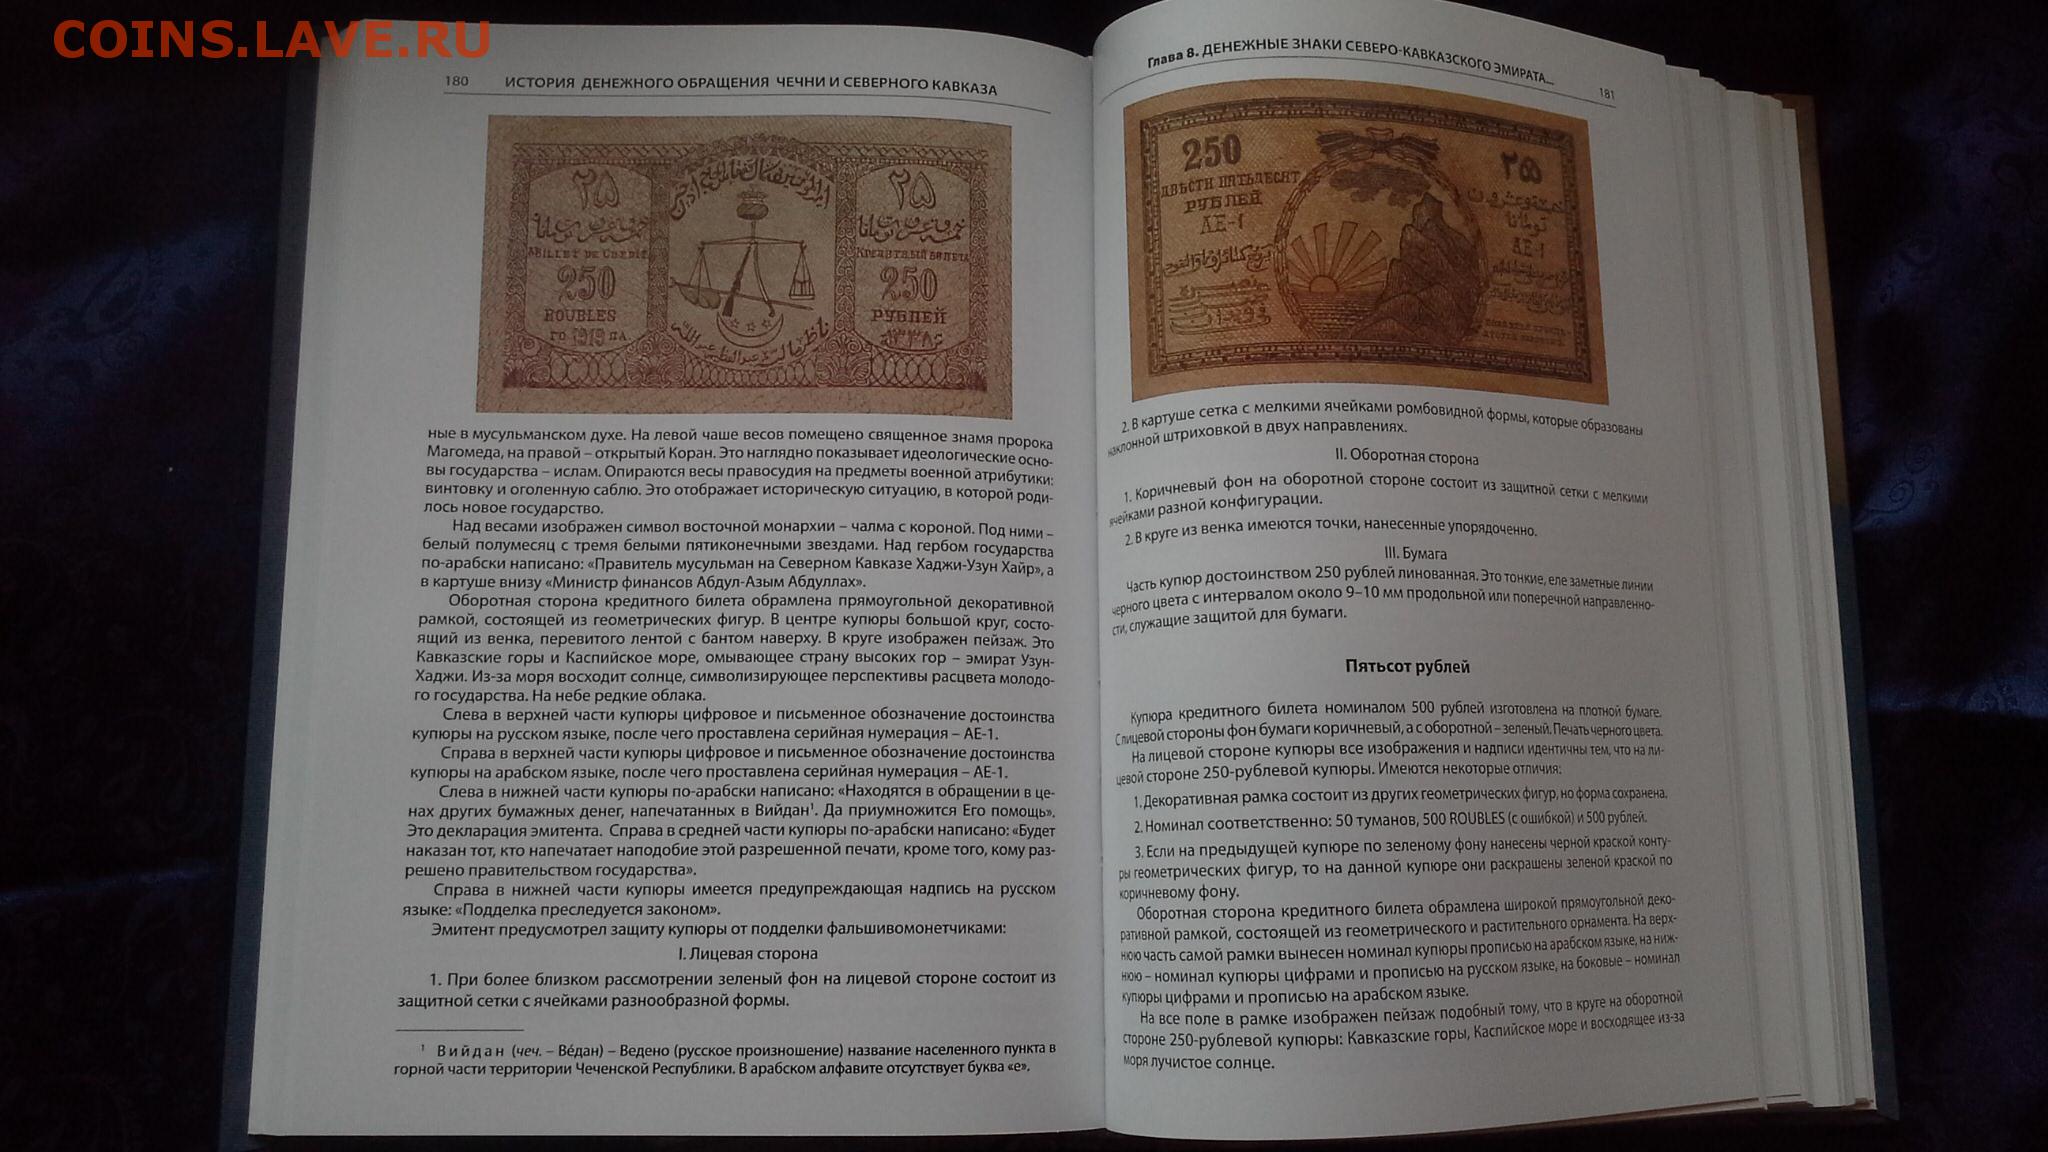 COINS.LAVE.RU
180 ИСТОРИЯ ДЕНЕЖНОГО ОБРАЩЕНИЯ ЧЕЧНИ И СЕВЕРНОГО КАВКАЗА
٢٥
٢٥
ABILLET DE CREDIT
КРЕДИТНЫЙ БИЛЕТЪ
250
250
ROUBLES
РУБЛЕЙ
ГО 1919 ДА
ные в мусульманском духе. На левой чаше весов помещено священное знамя пророка
Магомеда, на правой – открытый Коран. Это наглядно показывает идеологические осно-
вы государства – ислам. Опираются весы правосудия на предметы военной атрибутики:
винтовку и оголенную саблю. Это отображает историческую ситуацию, в которой роди-
лось новое государство.
Над весами изображен символ восточной монархии – чалма с короной. Под ними –
белый полумесяц с тремя белыми пятиконечными звездами. Над гербом государства
по-арабски написано: «Правитель мусульман на Северном Кавказе Хаджи-Узун Хайр», а
в картуше внизу «Министр финансов Абдул-Азым Абдуллах».
Оборотная сторона кредитного билета обрамлена прямоугольной декоративной
рамкой, состоящей из геометрических фигур. В центре купюры большой круг, состо-
ящий из венка, перевитого лентой с бантом наверху. В круге изображен пейзаж. Это
Кавказские горы и Каспийское море, омывающее страну высоких гор – эмират Узун-
Хаджи. Из-за моря восходит солнце, символизирующее перспективы расцвета молодо-
го государства. На небе редкие облака.
Слева в верхней части купюры цифровое и письменное обозначение достоинства
купюры на русском языке, после чего проставлена серийная нумерация – АЕ-1.
Справа в верхней части купюры цифровое и письменное обозначение достоинства
купюры на арабском языке, после чего проставлена серийная нумерация – АЕ-1.
Слева в нижней части купюры по-арабски написано: «Находятся в обращении в це-
нах других бумажных денег, напечатанных в Вийдан¹. Да приумножится Его помощь».
Это декларация эмитента. Справа в средней части купюры по-арабски написано: «Будет
наказан тот, кто напечатает наподобие этой разрешенной печати, кроме того, кому раз-
решено правительством государства».
Справа в нижней части купюры имеется предупреждающая надпись на русском
языке: «Подделка преследуется законом».
Эмитент предусмотрел защиту купюры от подделки фальшивомонетчиками:
I. Лицевая сторона
1. При более близком рассмотрении зеленый фон на лицевой стороне состоит из
защитной сетки с ячейками разнообразной формы.
¹ Вийдан (чеч. – Ве́дан) – Ведено (русское произношение) название населенного пункта в
горной части территории Чеченской Республики. В арабском алфавите отсутствует буква «е».
Глава 8. ДЕНЕЖНЫЕ ЗНАКИ СЕВЕРО-КАВКАЗСКОГО ЭМИРАТА... 181
250
ДВѢСТИ ПЯТЬДЕСЯТ
РУБЛЕЙ
АЕ-1
٢٥
تومانا
АЕ-1
2. В картуше сетка с мелкими ячейками ромбовидной формы, которые образованы
наклонной штриховкой в двух направлениях.
II. Оборотная сторона
1. Коричневый фон на оборотной стороне состоит из защитной сетки с мелкими
ячейками разной конфигурации.
2. В круге из венка имеются точки, нанесенные упорядоченно.
III. Бумага
Часть купюр достоинством 250 рублей линованная. Это тонкие, еле заметные линии
черного цвета с интервалом около 9–10 мм продольной или поперечной направленно-
сти, служащие защитой для бумаги.
Пятьсот рублей
Купюра кредитного билета номиналом 500 рублей изготовлена на плотной бумаге.
С лицевой стороны фон бумаги коричневый, а с оборотной – зеленый. Печать черного цвета.
На лицевой стороне купюры все изображения и надписи идентичны тем, что на ли-
цевой стороне 250-рублевой купюры. Имеются некоторые отличия:
1. Декоративная рамка состоит из других геометрических фигур, но форма сохранена.
2. Номинал соответственно: 50 туманов, 500 ROUBLES (с ошибкой) и 500 рублей.
3. Если на предыдущей купюре по зеленому фону нанесены черной краской конту-
ры геометрических фигур, то на данной купюре они раскрашены зеленой краской по
коричневому фону.
Оборотная сторона кредитного билета обрамлена широкой прямоугольной деко-
ративной рамкой, состоящей из геометрического и растительного орнамента. На верх-
нюю часть самой рамки вынесен номинал купюры прописью на арабском языке, на ниж-
нюю – номинал купюры цифрами и прописью на русском языке, на боковые – номинал
купюры цифрами и прописью на арабском языке.
На все поле в рамке изображен пейзаж подобный тому, что в круге на оборотной
стороне 250-рублевой купюры: Кавказские горы, Каспийское море и восходящее из-за
моря лучистое солнце.